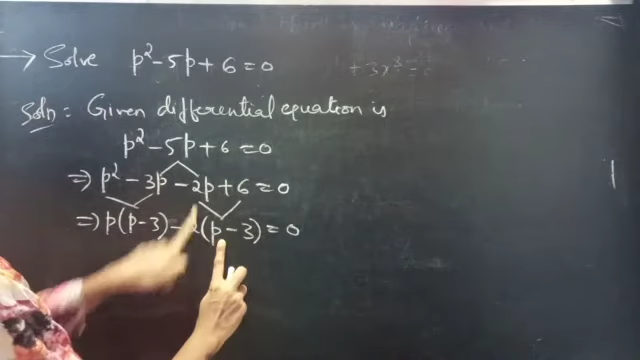 → Solve p² - 5p + 6 = 0
Soln: Given differential equation is
p² - 5p + 6 = 0
⇒ p² - 3p - 2p + 6 = 0
⇒ p(p-3) - 2(p-3) = 0